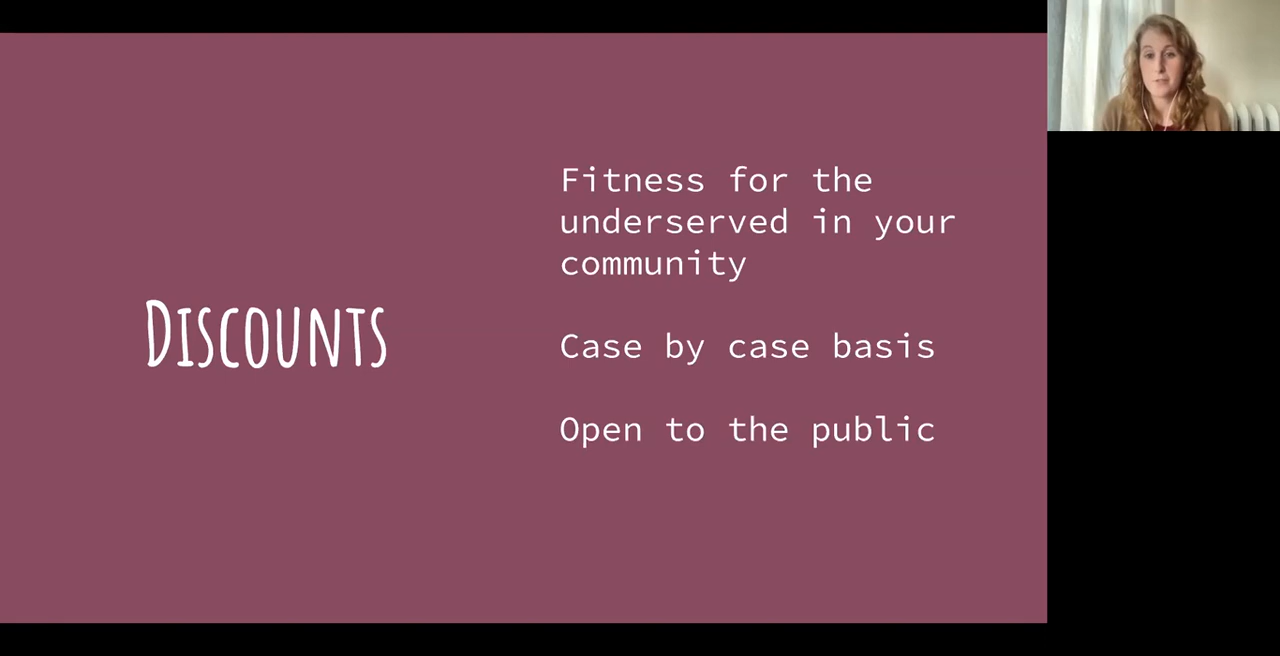 Discounts
Fitness for the
underserved in your
community
Case by case basis
Open to the public